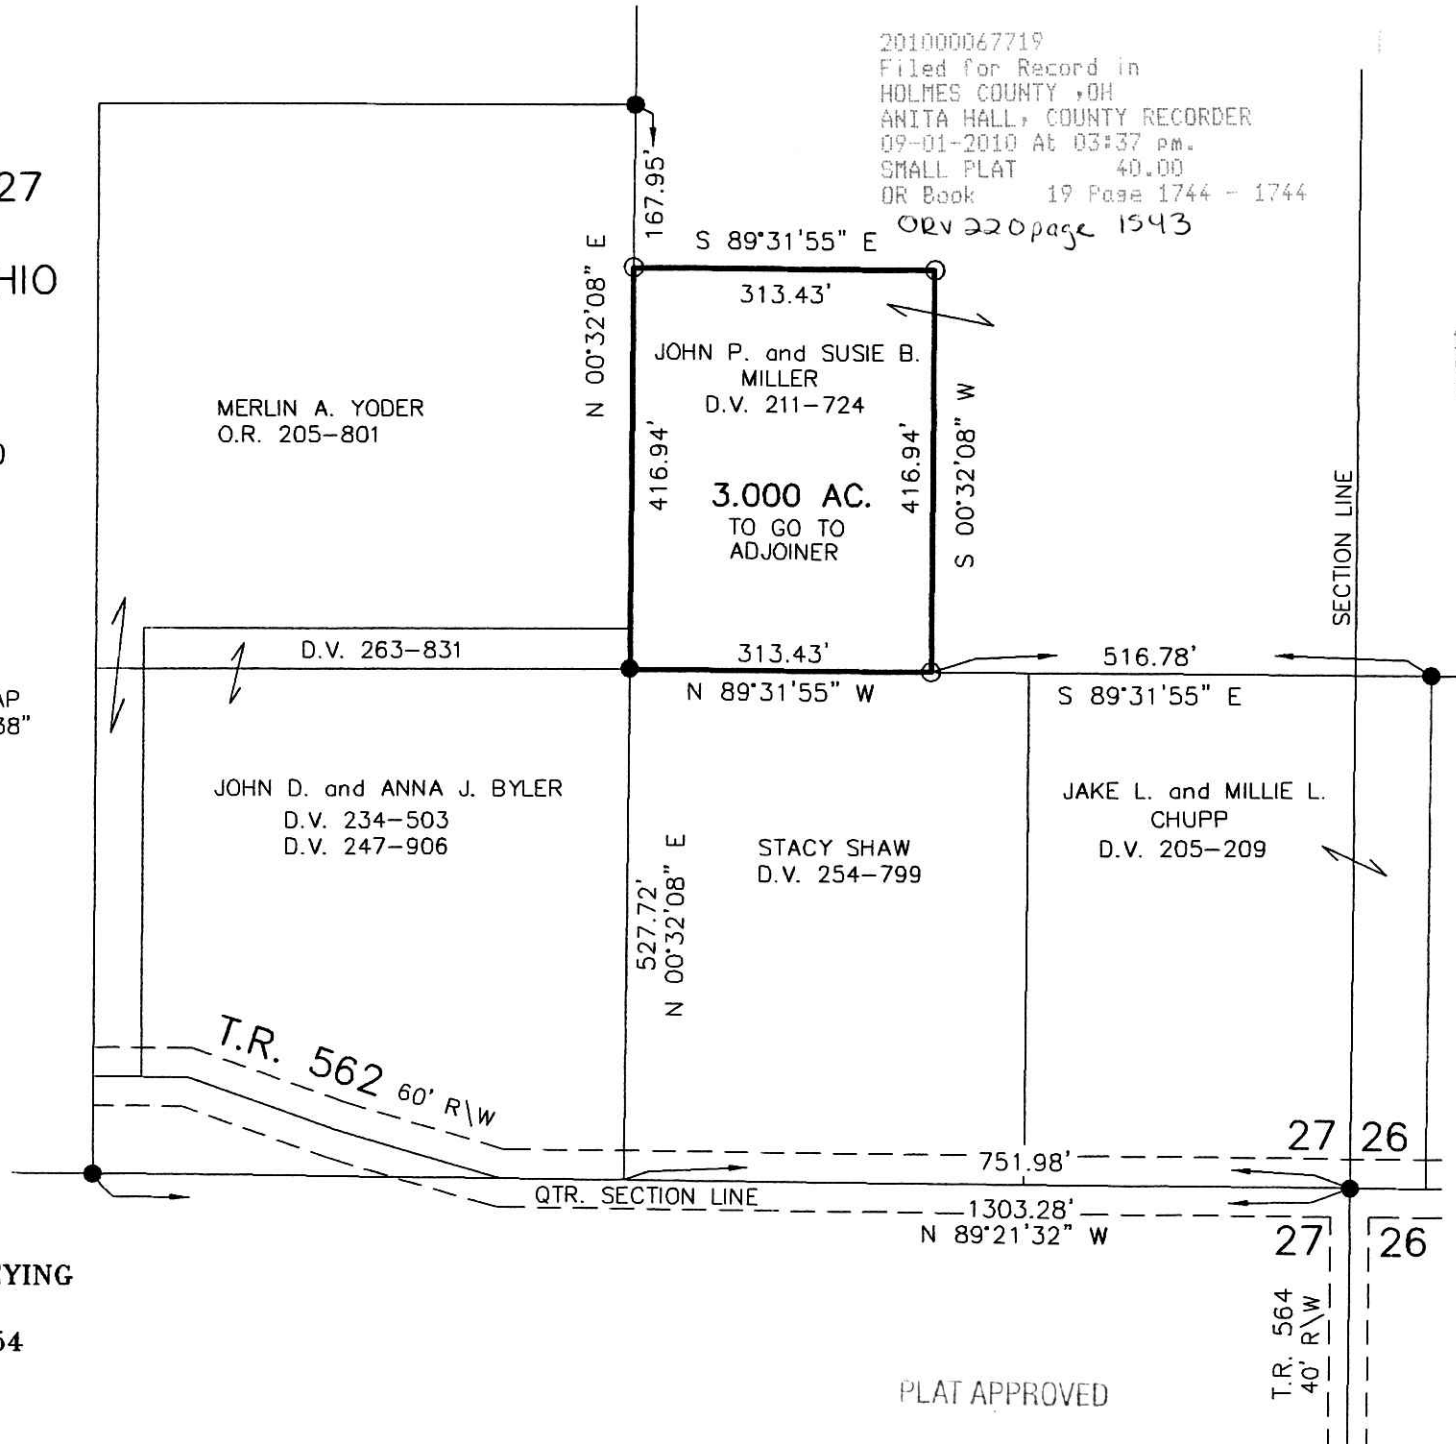 201000067719
Filed for Record in
HOLMES COUNTY ,OH
ANITA HALL, COUNTY RECORDER
09-01-2010 At 03:37 pm.
SMALL PLAT 40.00
OR Book 19 Page 1744 - 1744
ORV 220 page 1543
27
HIO
167.95'
S 89°31'55" E
313.43'
N 00°32'08" E
JOHN P. and SUSIE B.
MILLER
D.V. 211-724
MERLIN A. YODER
O.R. 205-801
416.94'
416.94'
S 00°32'08" W
3.000 AC.
TO GO TO
ADJOINER
SECTION LINE
D.V. 263-831
313.43'
N 89°31'55" W
516.78'
S 89°31'55" E
AP
38"
JOHN D. and ANNA J. BYLER
D.V. 234-503
D.V. 247-906
527.72'
N 00°32'08" E
STACY SHAW
D.V. 254-799
JAKE L. and MILLIE L.
CHUPP
D.V. 205-209
T.R. 562 60' R\W
27 26
751.98'
QTR. SECTION LINE
1303.28'
N 89°21'32" W
27 26
YING
64
T.R. 564
40' R\W
PLAT APPROVED